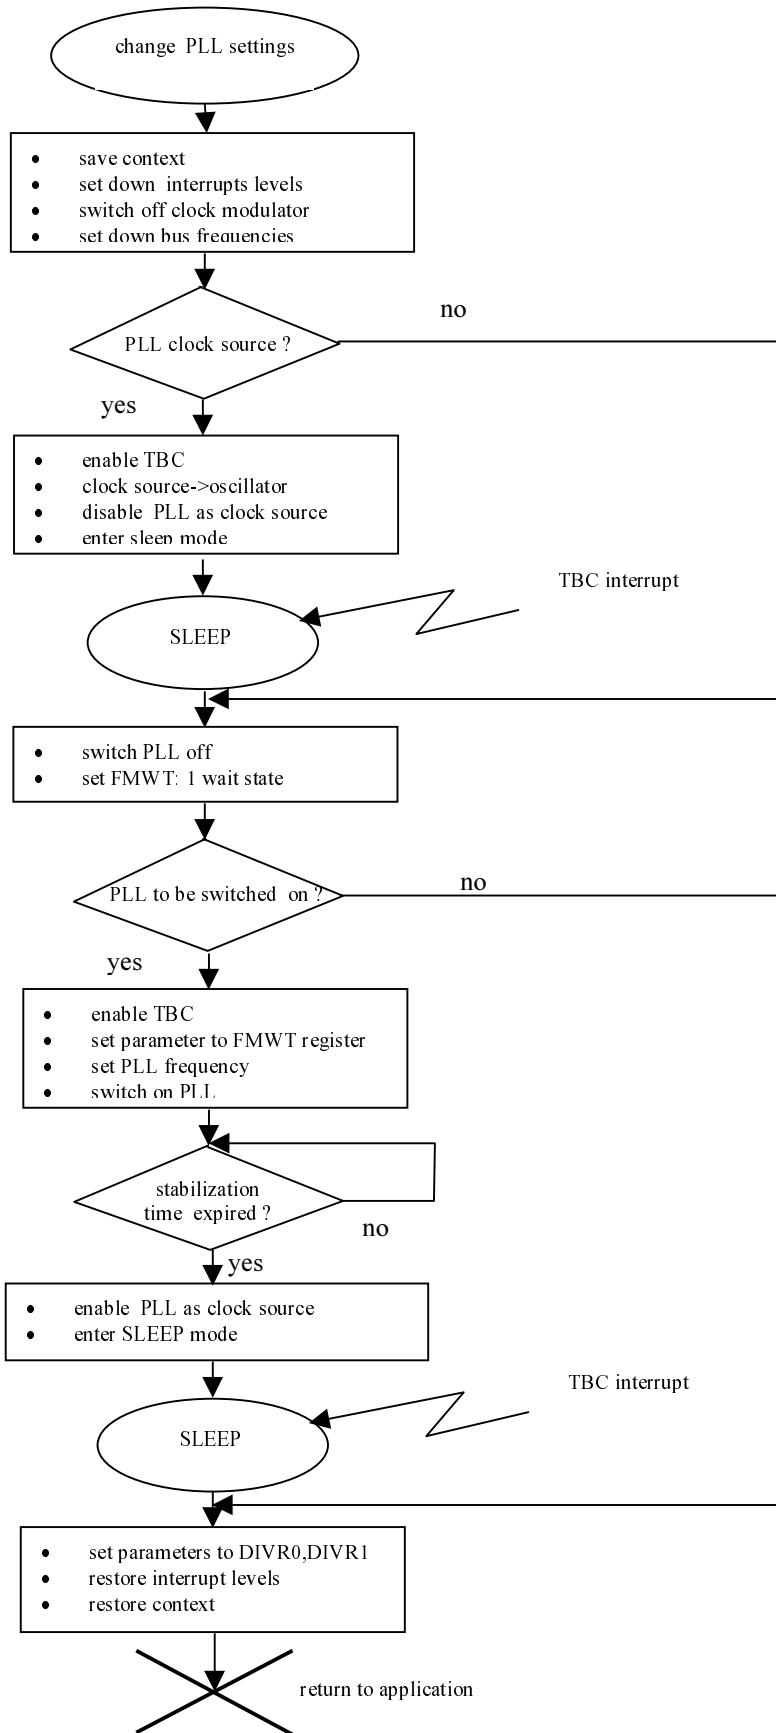 change PLL settings
• save context
• set down interrupts levels
• switch off clock modulator
• set down bus frequencies
no
PLL clock source ?
yes
• enable TBC
• clock source->oscillator
• disable PLL as clock source
• enter sleep mode
TBC interrupt
SLEEP
• switch PLL off
• set FMWT: 1 wait state
PLL to be switched on ?
no
yes
• enable TBC
• set parameter to FMWT register
• set PLL frequency
• switch on PLL
stabilization
time expired ?
no
yes
• enable PLL as clock source
• enter SLEEP mode
TBC interrupt
SLEEP
• set parameters to DIVR0,DIVR1
• restore interrupt levels
• restore context
return to application